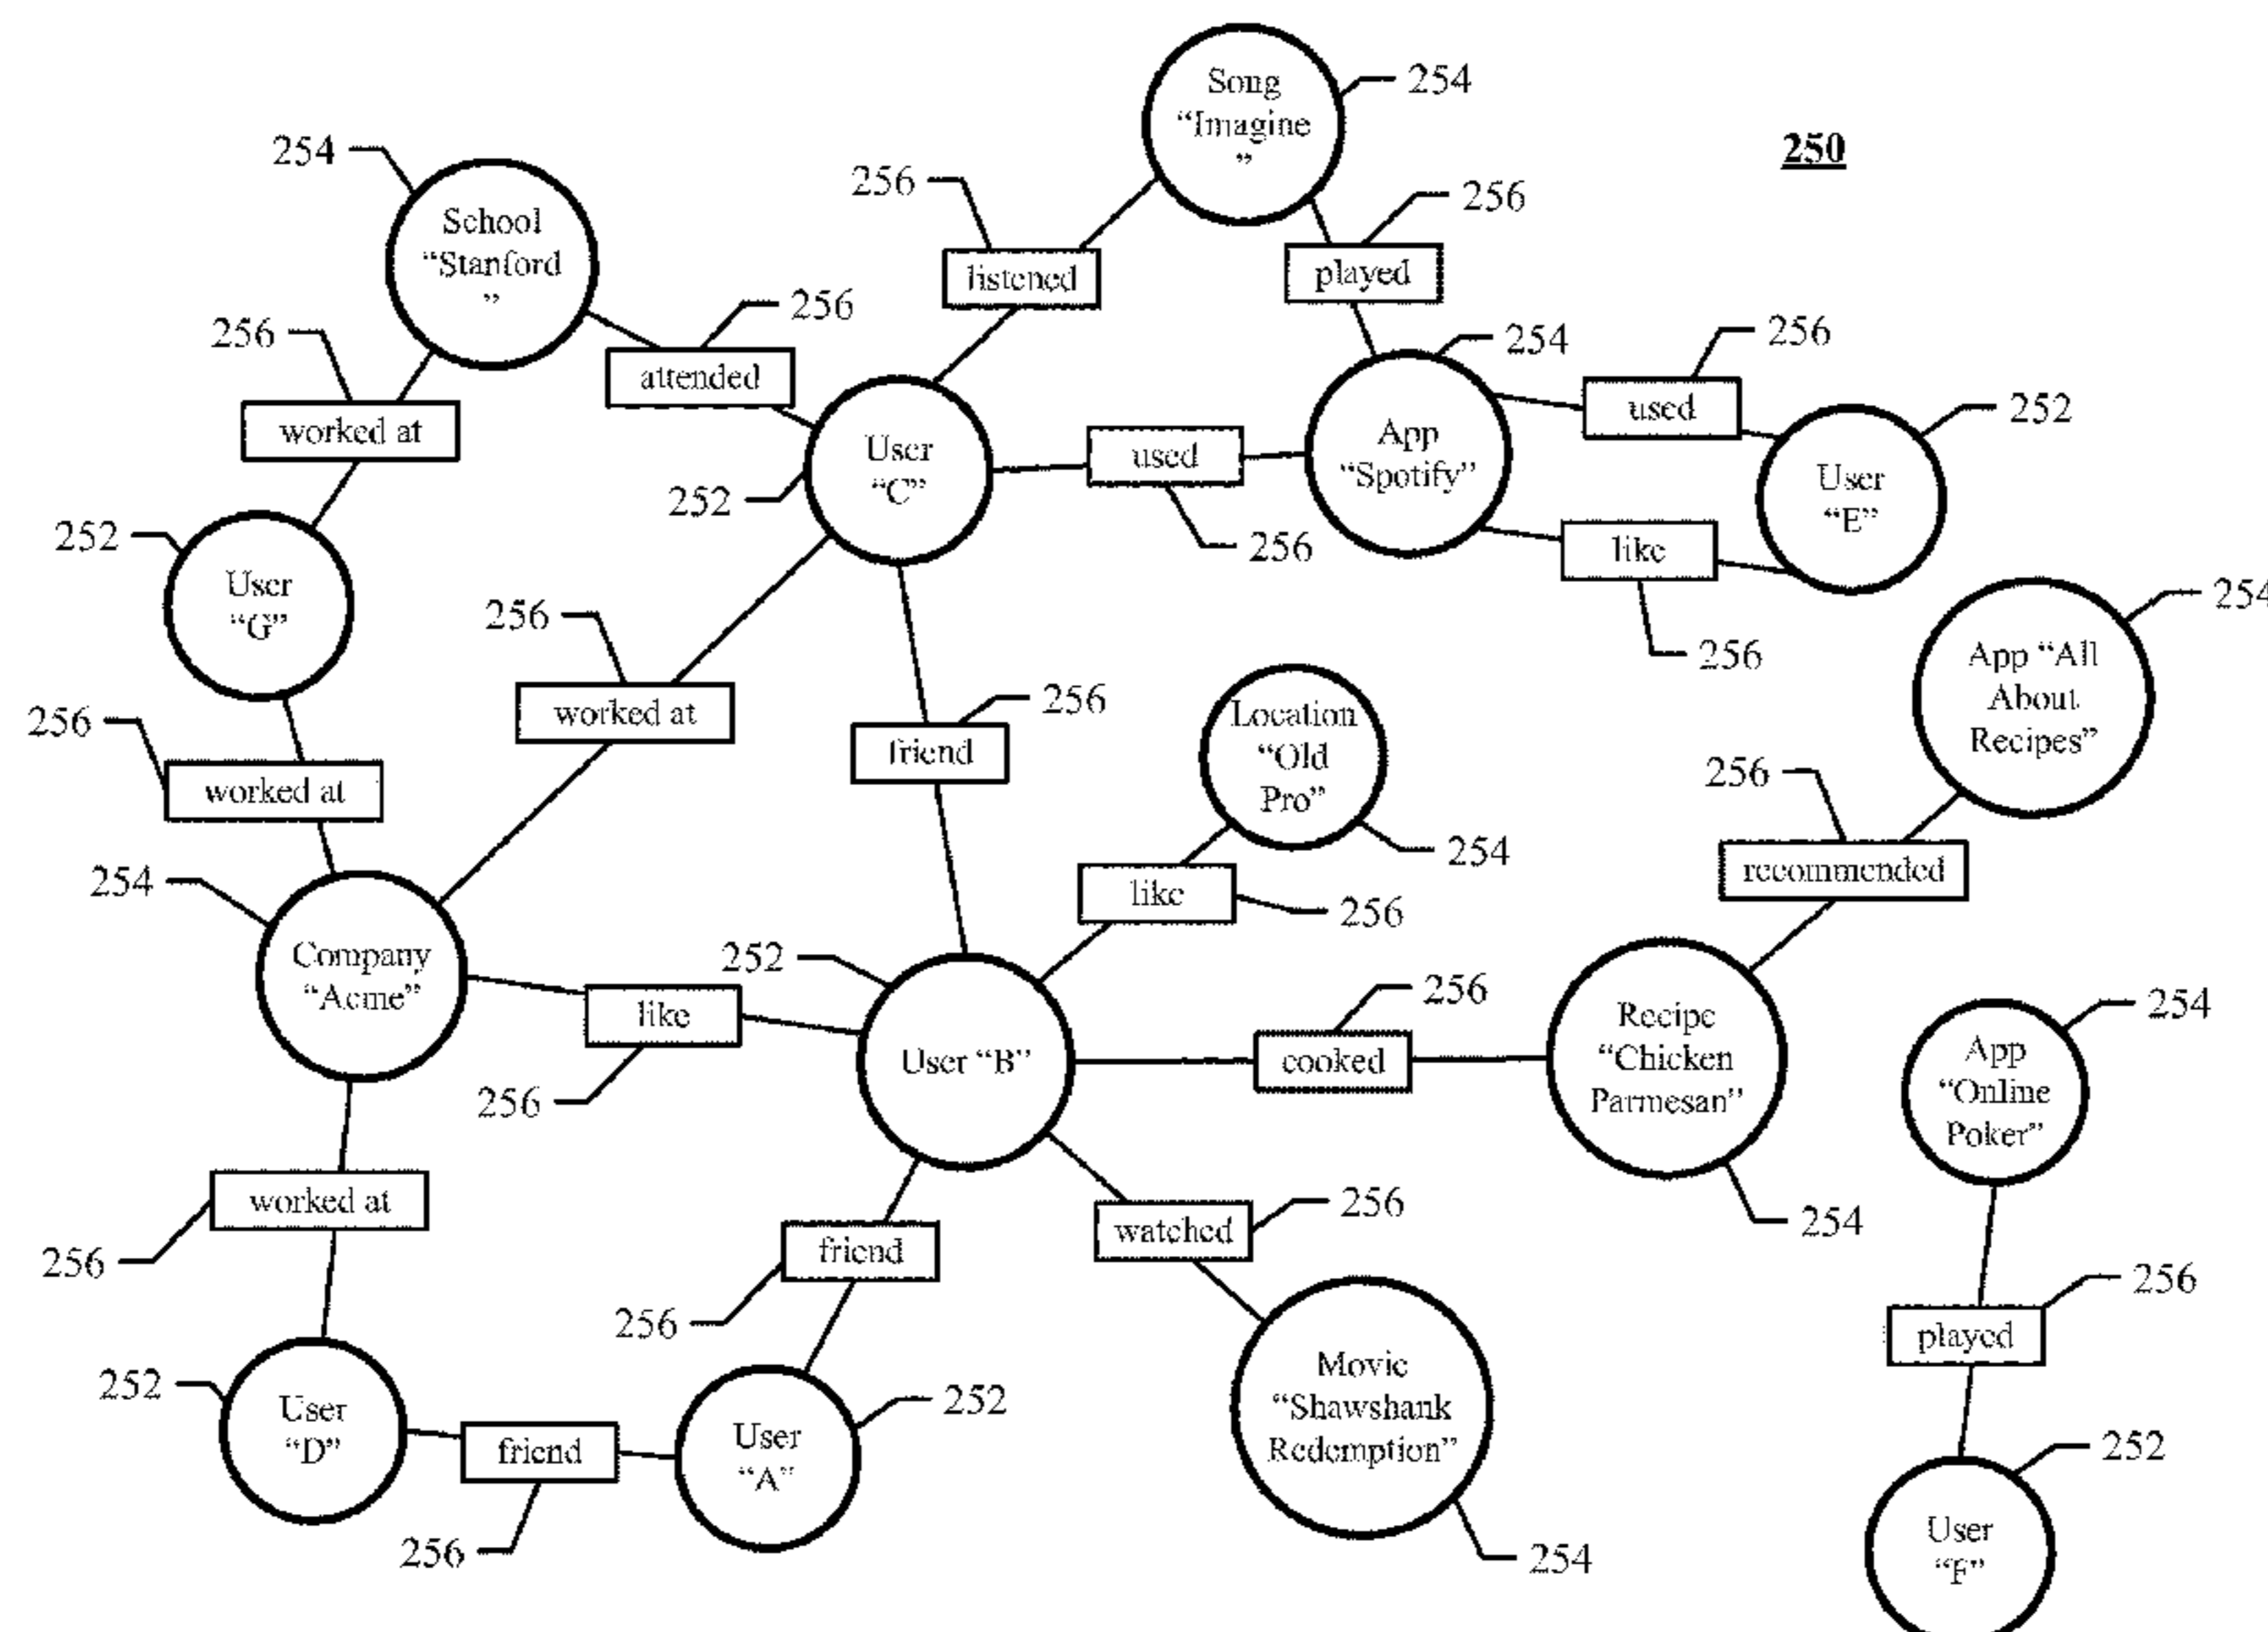 Song
“Imagine
”
254
250
254
School
“Stanford
”
256
listened
256
played
256
attended
256
worked at
254
256
used
252
User
“E”
App
“Spotify”
User
“C”
252
used
256
256
like
256
252
User
“G”
254
App “All
About
Recipes”
256
worked at
256
friend
Location
“Old
Pro”
254
256
worked at
256
recommended
like
256
254
Company
“Acme”
252
User “B”
like
256
256
cooked
Recipe
“Chicken
Parmesan”
254
254
App
“Online
Poker”
worked at
256
friend
256
watched
256
256
played
Movie
“Shawshank
Redemption”
254
252
User
“D”
friend
256
User
“A”
252
252
User
“F”